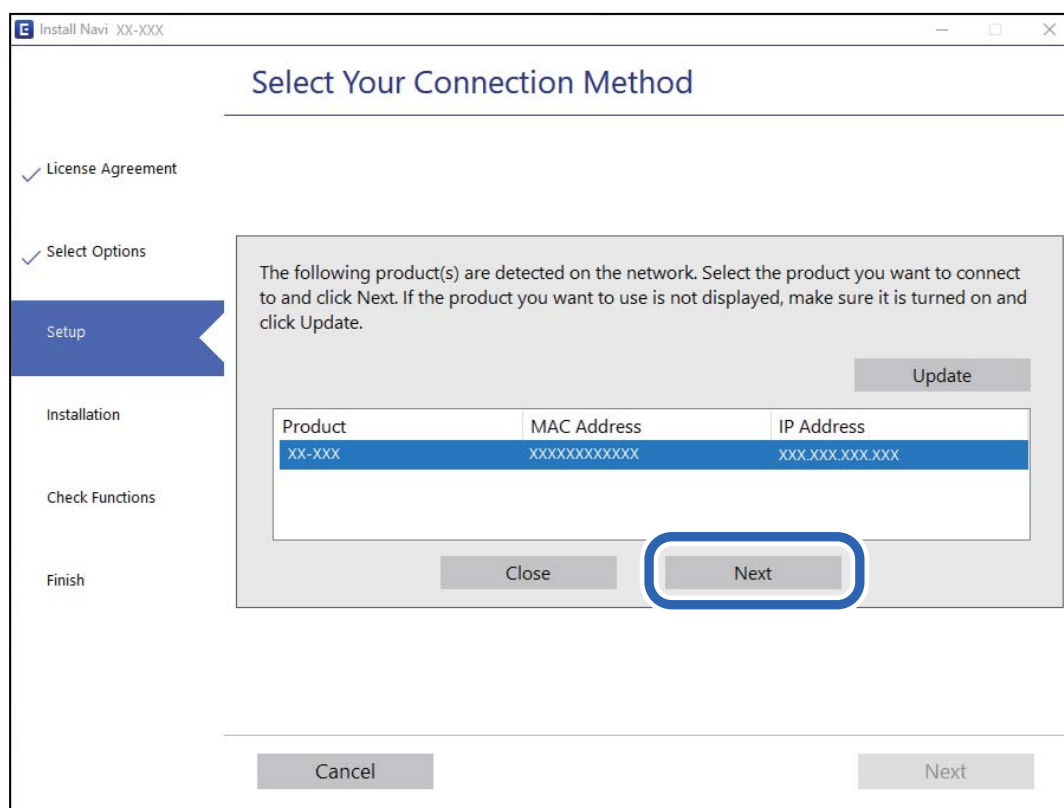 E Install Navi XX-XXX
Select Your Connection Method
License Agreement
Select Options
Setup
Installation
Check Functions
Finish
The following product(s) are detected on the network. Select the product you want to connect
to and click Next. If the product you want to use is not displayed, make sure it is turned on and
click Update.
Update
Product MAC Address IP Address
XX-XXX XXXXXXXXXXXX XXX.XXX.XXX.XXX
Close Next
Cancel Next